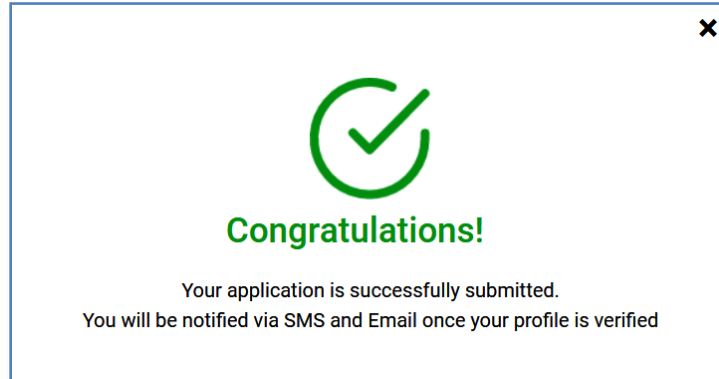 Congratulations!
Your application is successfully submitted.
You will be notified via SMS and Email once your profile is verified